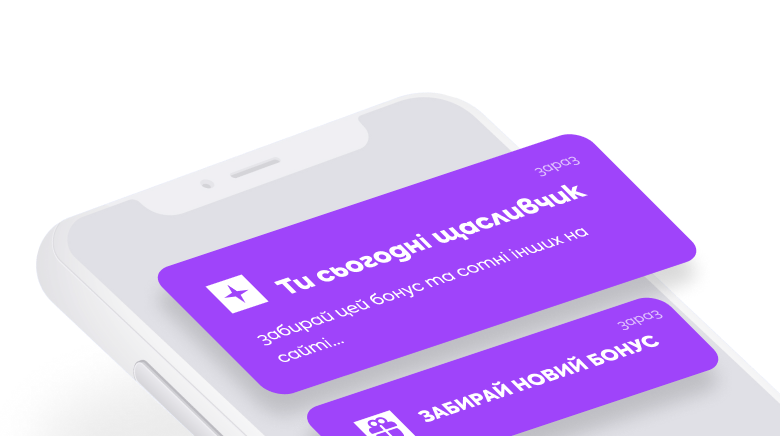 зараз
Ти сьогодні щасливчик
Забирай цей бонус та сотні інших на
сайті...
зараз
ЗАБИРАЙ НОВИЙ БОНУС